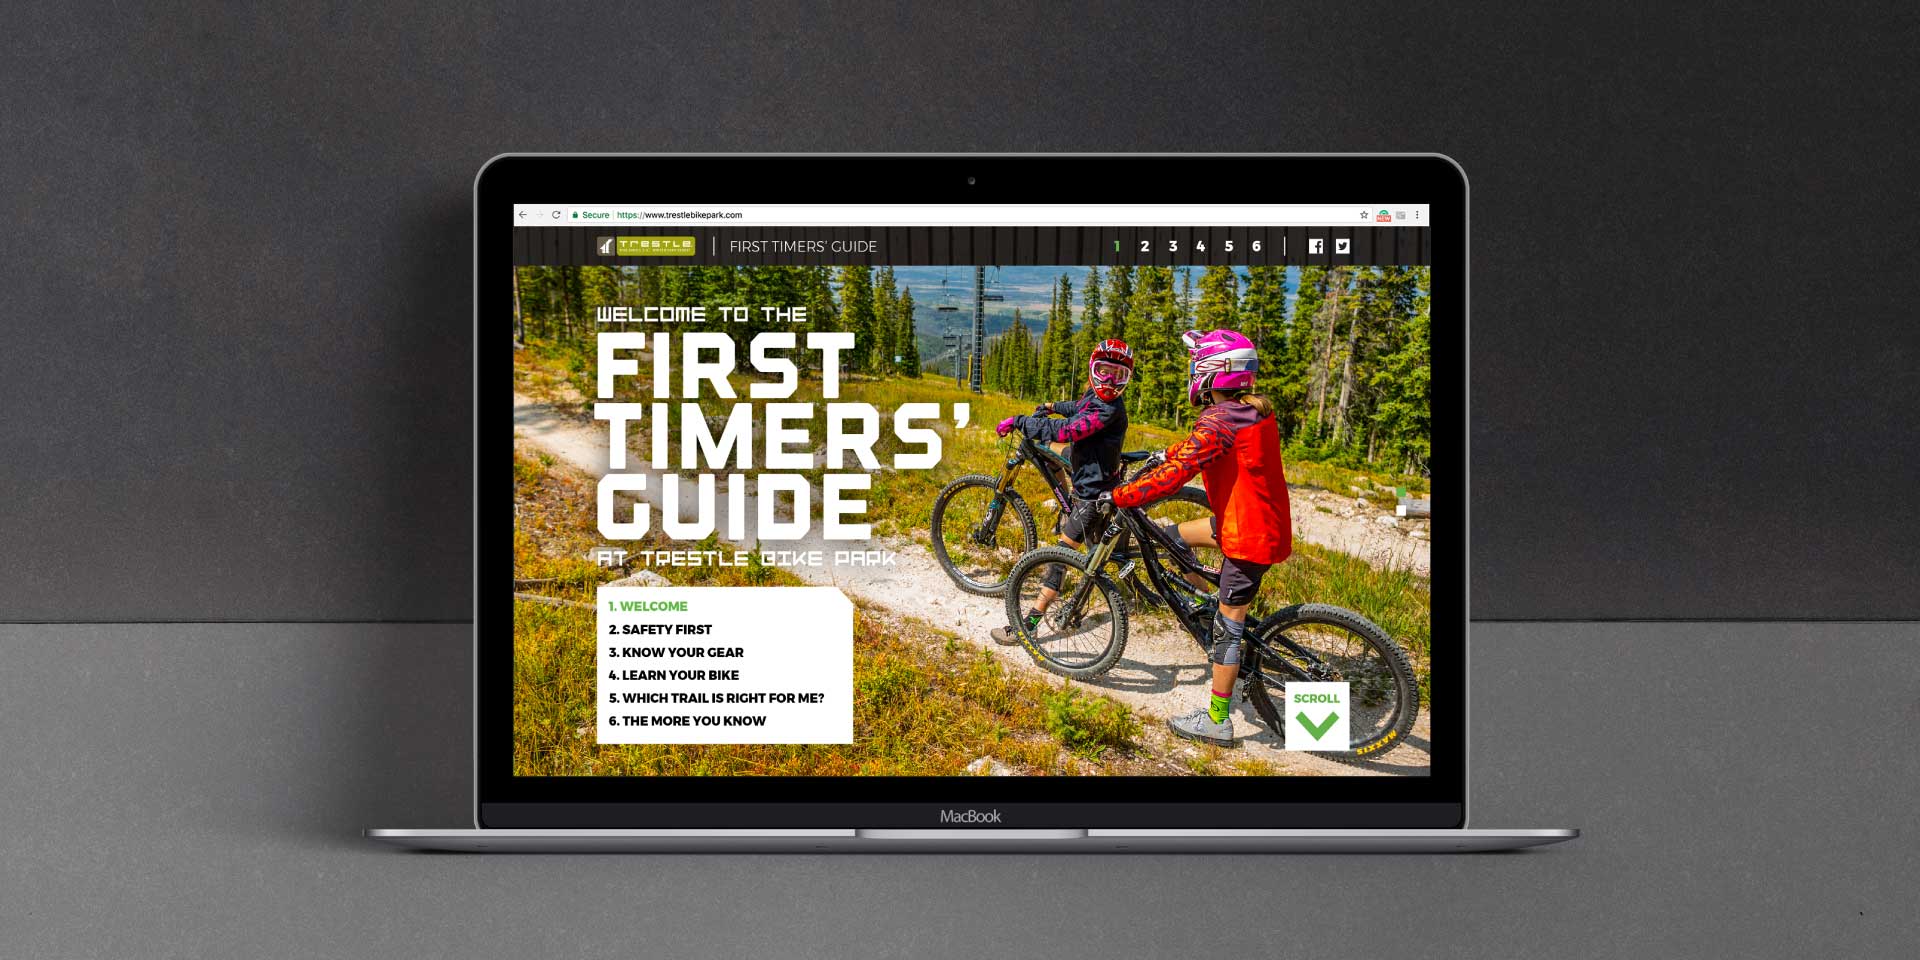 Secure https://www.trestlebikepark.com
NEW
TRESTLE
FIRST TIMERS' GUIDE
1 2 3 4 5 6
WELCOME TO THE
FIRST
TIMERS'
GUIDE
AT TRESTLE BIKE PARK
1. WELCOME
2. SAFETY FIRST
3. KNOW YOUR GEAR
4. LEARN YOUR BIKE
5. WHICH TRAIL IS RIGHT FOR ME?
6. THE MORE YOU KNOW
SCROLL
MAXXIS
MAXXIS
MacBook